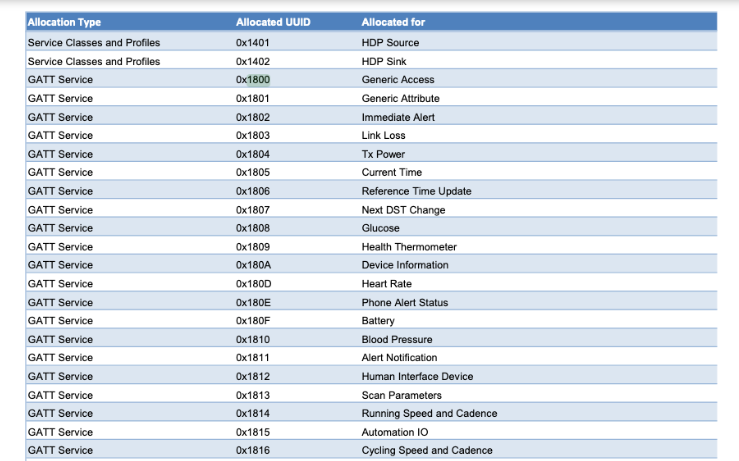 Allocation Type Allocated UUID Allocated for
Service Classes and Profiles 0x1401 HDP Source
Service Classes and Profiles 0x1402 HDP Sink
GATT Service 0x1800 Generic Access
GATT Service 0x1801 Generic Attribute
GATT Service 0x1802 Immediate Alert
GATT Service 0x1803 Link Loss
GATT Service 0x1804 Tx Power
GATT Service 0x1805 Current Time
GATT Service 0x1806 Reference Time Update
GATT Service 0x1807 Next DST Change
GATT Service 0x1808 Glucose
GATT Service 0x1809 Health Thermometer
GATT Service 0x180A Device Information
GATT Service 0x180D Heart Rate
GATT Service 0x180E Phone Alert Status
GATT Service 0x180F Battery
GATT Service 0x1810 Blood Pressure
GATT Service 0x1811 Alert Notification
GATT Service 0x1812 Human Interface Device
GATT Service 0x1813 Scan Parameters
GATT Service 0x1814 Running Speed and Cadence
GATT Service 0x1815 Automation IO
GATT Service 0x1816 Cycling Speed and Cadence